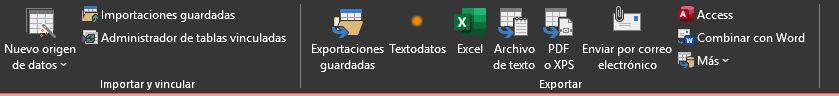 Nuevo origen
de datos
Importaciones guardadas
Administrador de tablas vinculadas
Importar y vincular
Exportaciones
guardadas
Textodatos
Excel
Archivo
de texto
PDF
o XPS
Enviar por correo
electrónico
Access
Combinar con Word
Más
Exportar